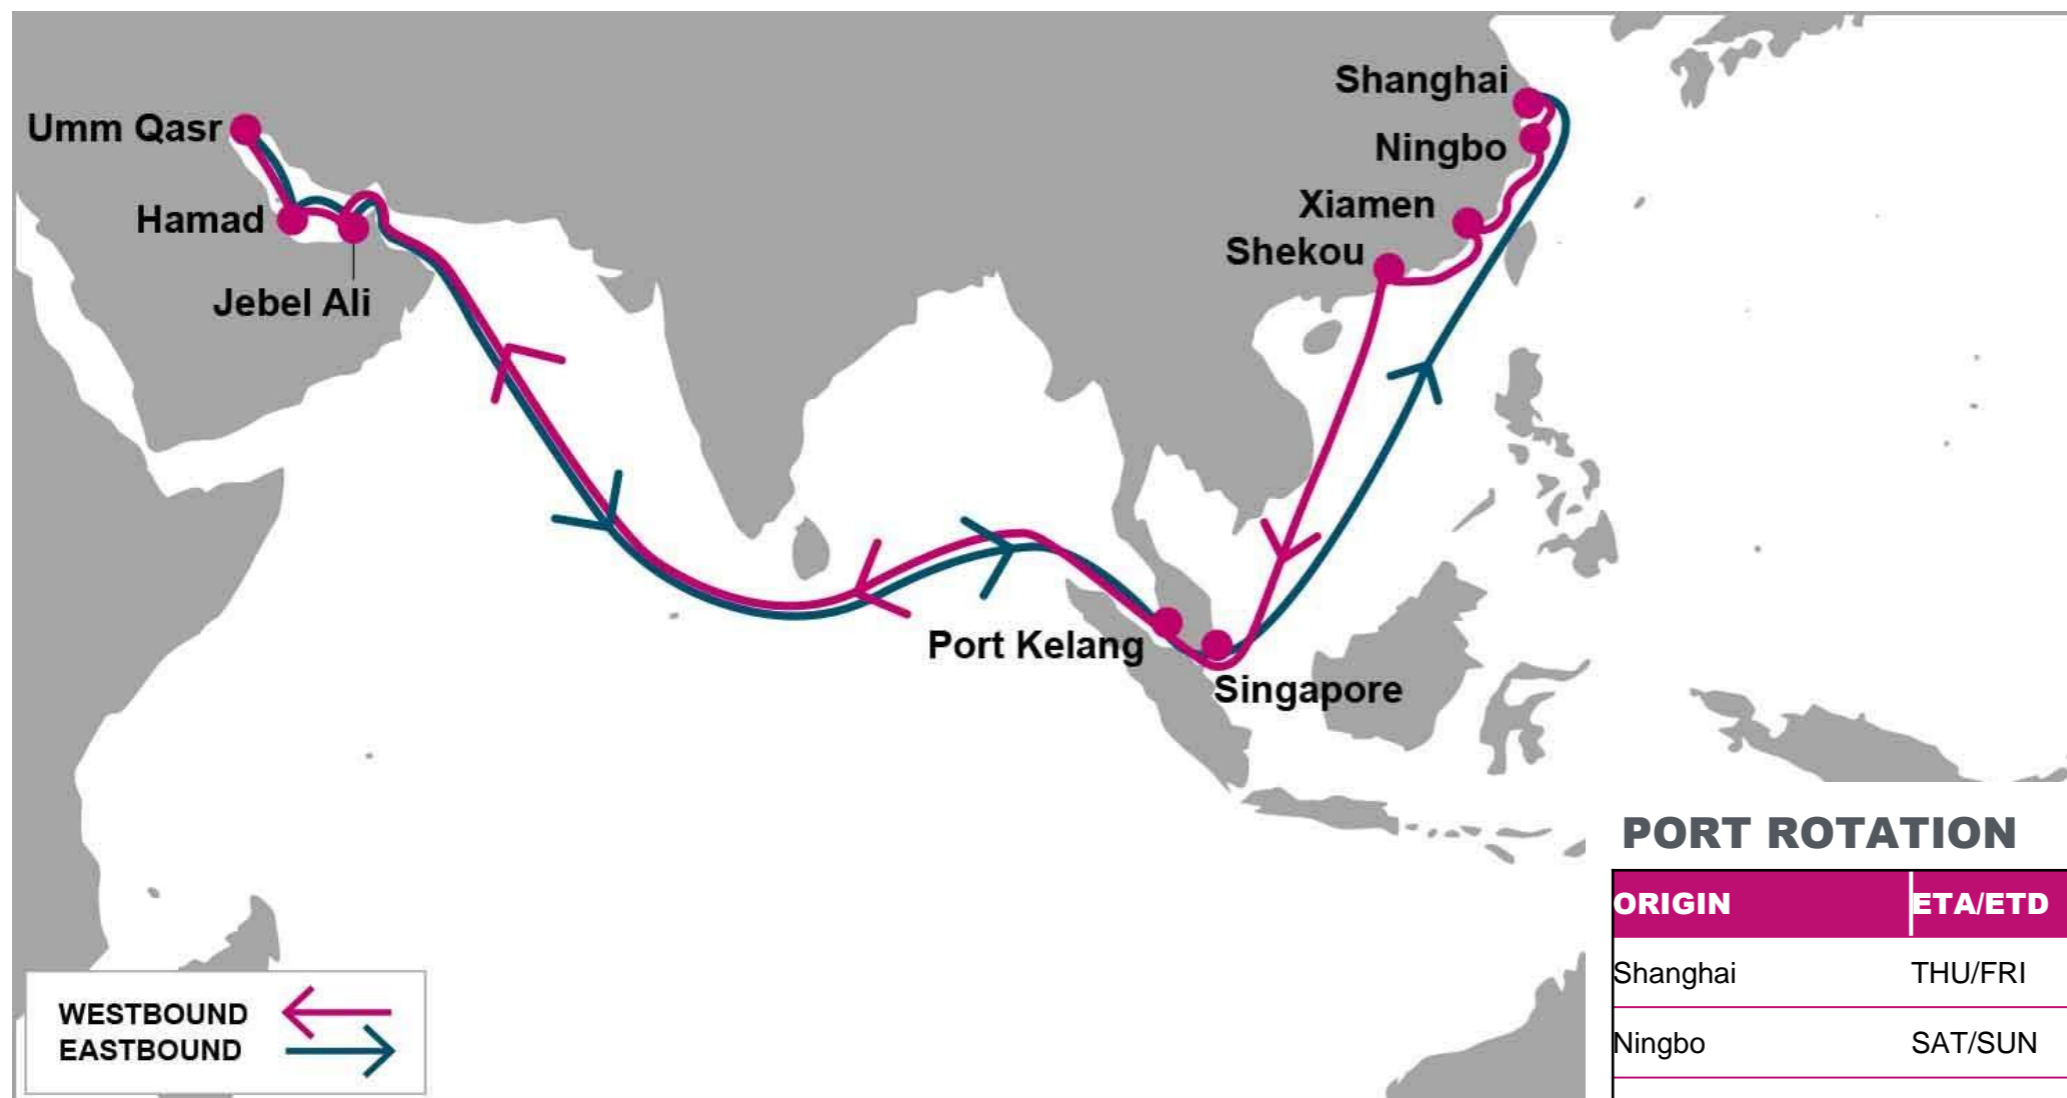 Shanghai
Umm Qasr
Ningbo
Xiamen
Hamad
Shekou
Jebel Ali
Port Kelang
Singapore
PORT ROTATION
ORIGIN ETA/ETD
Shanghai THU/FRI
Ningbo SAT/SUN
WESTBOUND
EASTBOUND